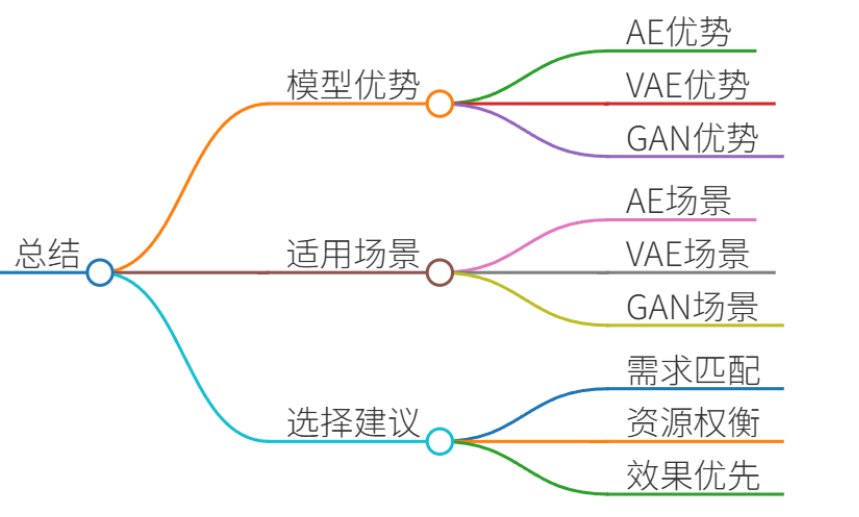 总结
模型优势
AE优势
VAE优势
GAN优势
适用场景
AE场景
VAE场景
GAN场景
选择建议
需求匹配
资源权衡
效果优先